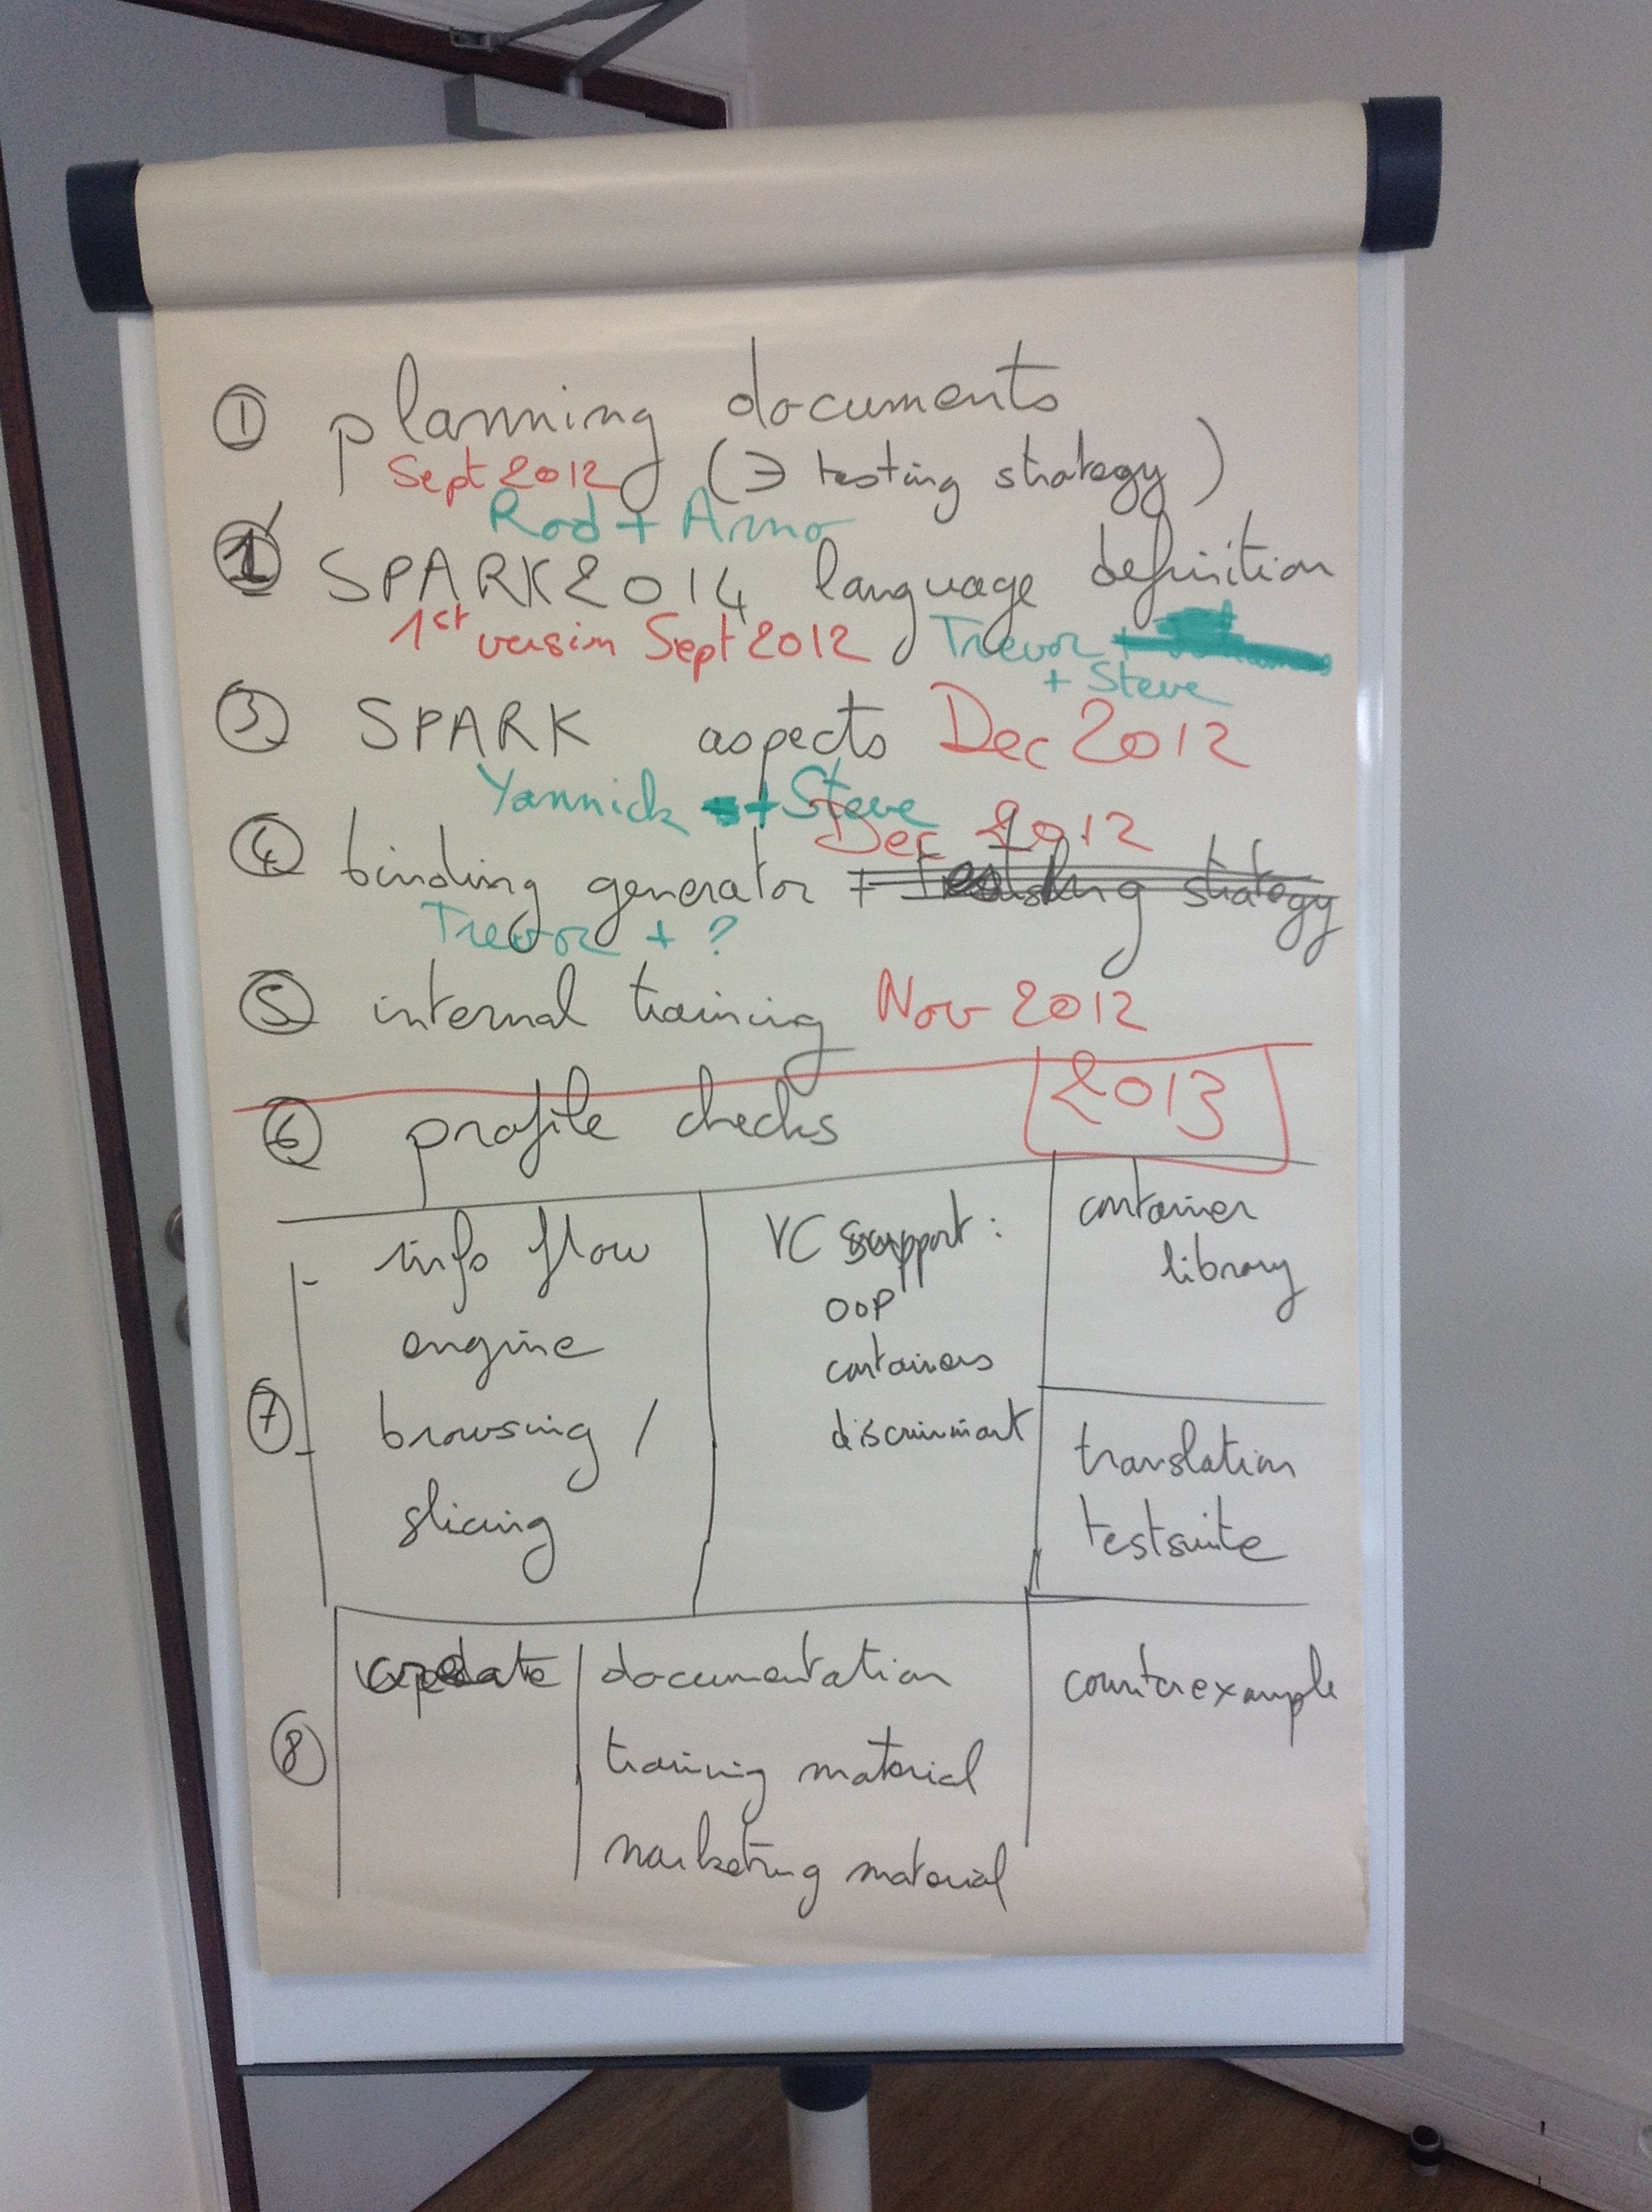 ① planning documents
Sept 2012 (∋ testing strategy)
Rod + Arno
①' SPARK2014 language definition
1st version Sept 2012 Trevor
+ Steve
③ SPARK aspects Dec 2012
Yannick + Steve
Dec 2012
④ binding generator + testing strategy
Trevor + ?
⑤ internal training Nov 2012
⑥ profile checks 2013
⑦
info flow
engine
browsing /
slicing
VC support :
OOP
containers
discriminant
container
library
translation
testsuite
⑧
update
documentation
training material
marketing material
counterexample